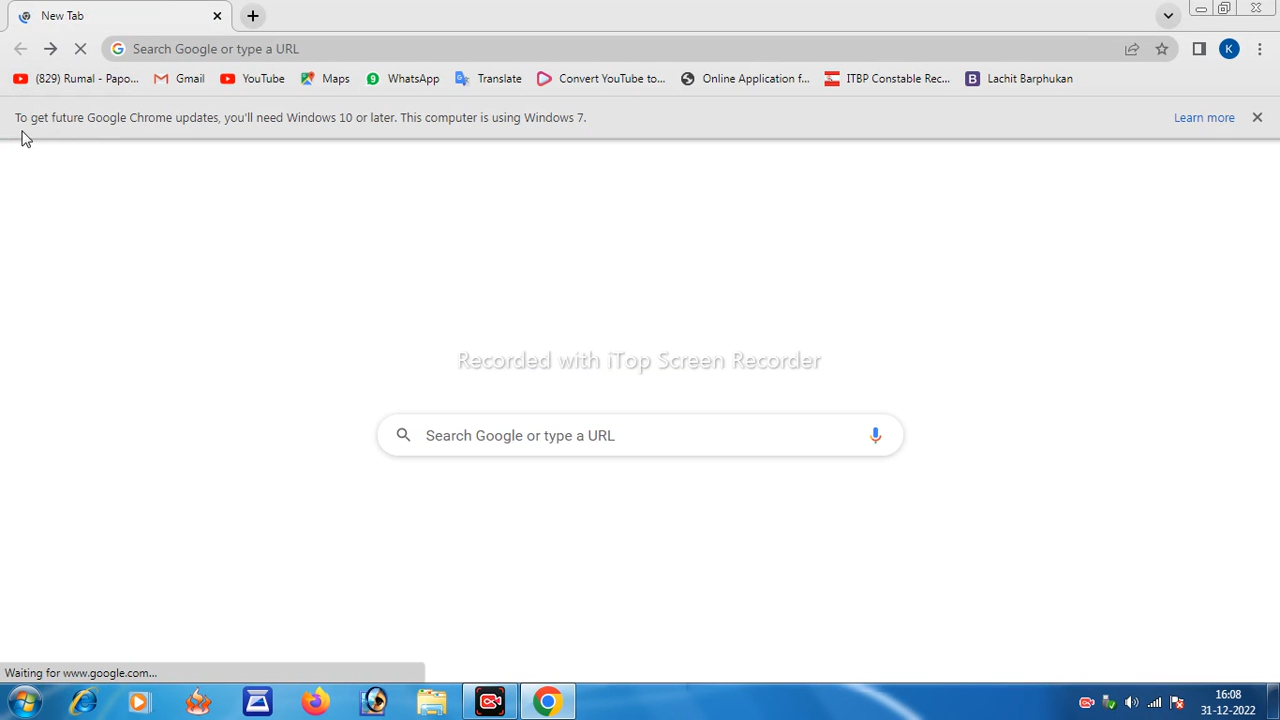 New Tab
Search Google or type a URL
K
(829) Rumal - Papo...
Gmail
YouTube
Maps
9
WhatsApp
Translate
Convert YouTube to...
Online Application f...
ITBP Constable Rec...
B
Lachit Barphukan
To get future Google Chrome updates, you'll need Windows 10 or later. This computer is using Windows 7.
Learn more
Recorded with iTop Screen Recorder
Search Google or type a URL
Waiting for www.google.com...
16:08
31-12-2022